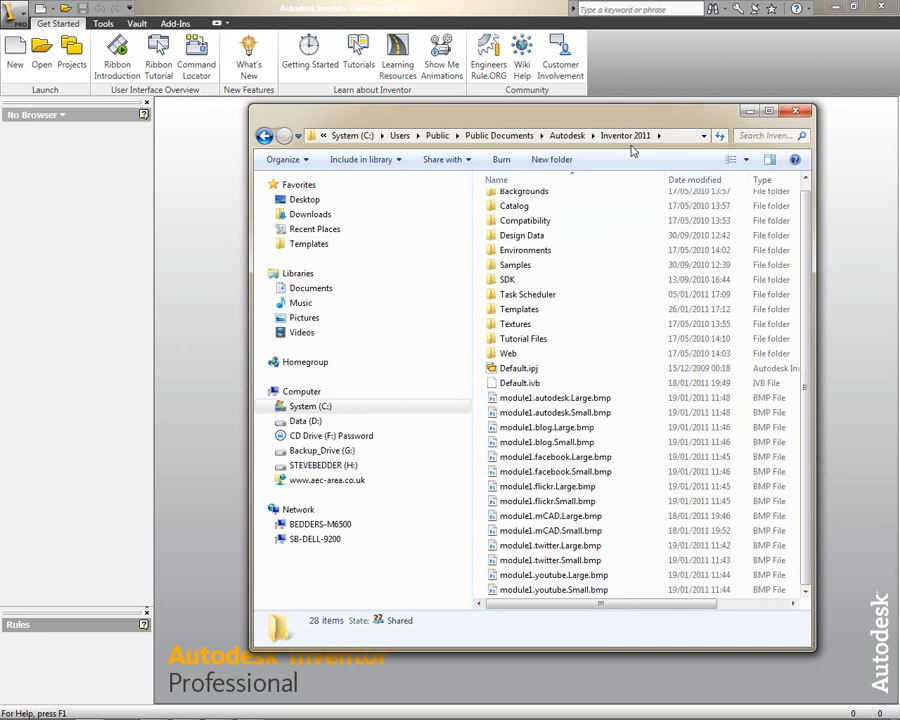 PRO
Type a keyword or phrase
Get Started Tools Vault Add-Ins
New Open Projects Ribbon Introduction Ribbon Tutorial Command Locator What's New Getting Started Tutorials Learning Resources Show Me Animations Engineers Rule.ORG Wiki Help Customer Involvement
Launch User Interface Overview New Features Learn about Inventor Community
No Browser
« System (C:) Users Public Public Documents Autodesk Inventor 2011 Search Inven...
Organize Include in library Share with Burn New folder
Name Date modified Type
Favorites
Desktop
Downloads
Recent Places
Templates
Libraries
Documents
Music
Pictures
Videos
Homegroup
Computer
System (C:)
Data (D:)
CD Drive (F:) Password
Backup_Drive (G:)
STEVEBEDDER (H:)
www.aec-area.co.uk
Network
BEDDERS-M6500
SB-DELL-9200
Backgrounds 17/05/2010 13:57 File folder
Catalog 17/05/2010 13:57 File folder
Compatibility 17/05/2010 13:53 File folder
Design Data 30/09/2010 12:42 File folder
Environments 17/05/2010 14:02 File folder
Samples 30/09/2010 12:39 File folder
SDK 13/09/2010 16:44 File folder
Task Scheduler 05/01/2011 17:09 File folder
Templates 26/01/2011 17:12 File folder
Textures 17/05/2010 13:55 File folder
Tutorial Files 17/05/2010 14:10 File folder
Web 17/05/2010 14:03 File folder
Default.ipj 15/12/2009 00:18 Autodesk Inv
Default.ivb 18/01/2011 19:49 IVB File
module1.autodesk.Large.bmp 19/01/2011 11:48 BMP File
module1.autodesk.Small.bmp 19/01/2011 11:48 BMP File
module1.blog.Large.bmp 19/01/2011 11:43 BMP File
module1.blog.Small.bmp 19/01/2011 11:43 BMP File
module1.facebook.Large.bmp 19/01/2011 11:46 BMP File
module1.facebook.Small.bmp 19/01/2011 11:46 BMP File
module1.flickr.Large.bmp 19/01/2011 11:45 BMP File
module1.flickr.Small.bmp 19/01/2011 11:45 BMP File
module1.mCAD.Large.bmp 18/01/2011 19:46 BMP File
module1.mCAD.Small.bmp 18/01/2011 19:52 BMP File
module1.twitter.Large.bmp 19/01/2011 11:42 BMP File
module1.twitter.Small.bmp 19/01/2011 11:42 BMP File
module1.youtube.Large.bmp 19/01/2011 11:44 BMP File
module1.youtube.Small.bmp 19/01/2011 11:44 BMP File
28 items State: Shared
Rules
Autodesk Inventor
Professional
Autodesk
For Help, press F1 0 0